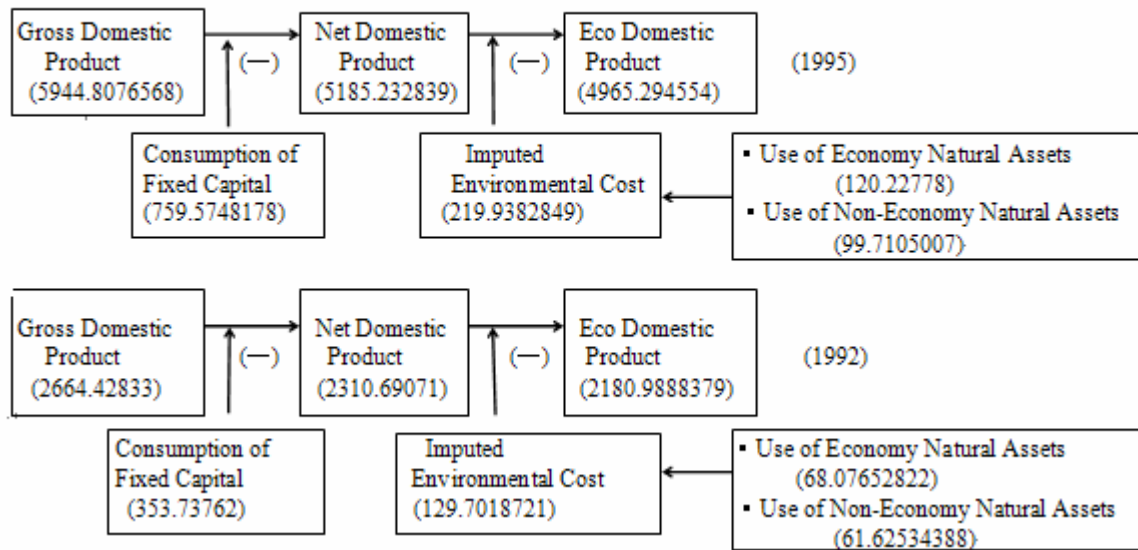 Gross Domestic
Product
(5944.8076568)
(—)
Net Domestic
Product
(5185.232839)
(—)
Eco Domestic
Product
(4965.294554)
(1995)
Consumption of
Fixed Capital
(759.5748178)
Imputed
Environmental Cost
(219.9382849)
▪ Use of Economy Natural Assets
(120.22778)
▪ Use of Non-Economy Natural Assets
(99.7105007)
Gross Domestic
Product
(2664.42833)
(—)
Net Domestic
Product
(2310.69071)
(—)
Eco Domestic
Product
(2180.9888379)
(1992)
Consumption of
Fixed Capital
(353.73762)
Imputed
Environmental Cost
(129.7018721)
▪ Use of Economy Natural Assets
(68.07652822)
▪ Use of Non-Economy Natural Assets
(61.62534388)